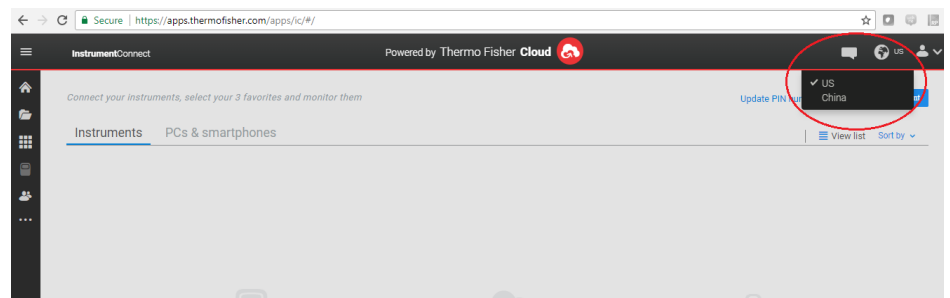 Secure | https://apps.thermofisher.com/apps/ic/#/
InstrumentConnect
Powered by Thermo Fisher Cloud
US
US
China
Connect your instruments, select your 3 favorites and monitor them
Update PIN
Instruments
PCs & smartphones
View list
Sort by